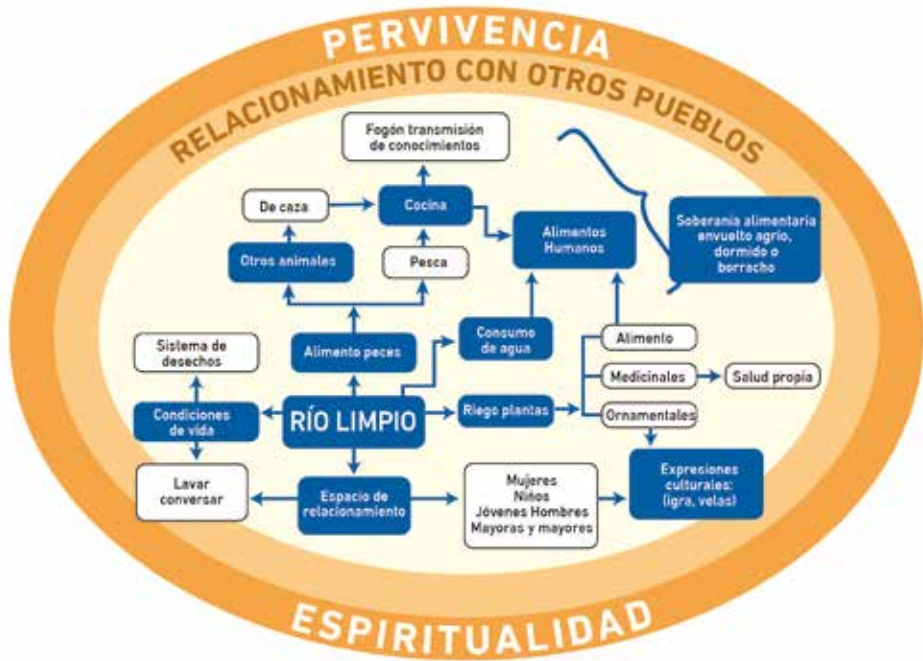 PERVIVENCIA
RELACIONAMIENTO CON OTROS PUEBLOS
Fogón transmisión
de conocimientos
De caza
Cocina
Otros animales
Pesca
Alimentos
Humanos
Soberanía alimentaria
envuelto agrio,
dormido o
borracho
Sistema de
desechos
Alimento peces
Consumo
de agua
Alimento
Medicinales
Salud propia
Ornamentales
Condiciones
de vida
RÍO LIMPIO
Riego plantas
Lavar
conversar
Espacio de
relacionamiento
Mujeres
Niños
Jóvenes Hombres
Mayoras y mayores
Expresiones
culturales:
(igra, velas)
ESPIRITUALIDAD